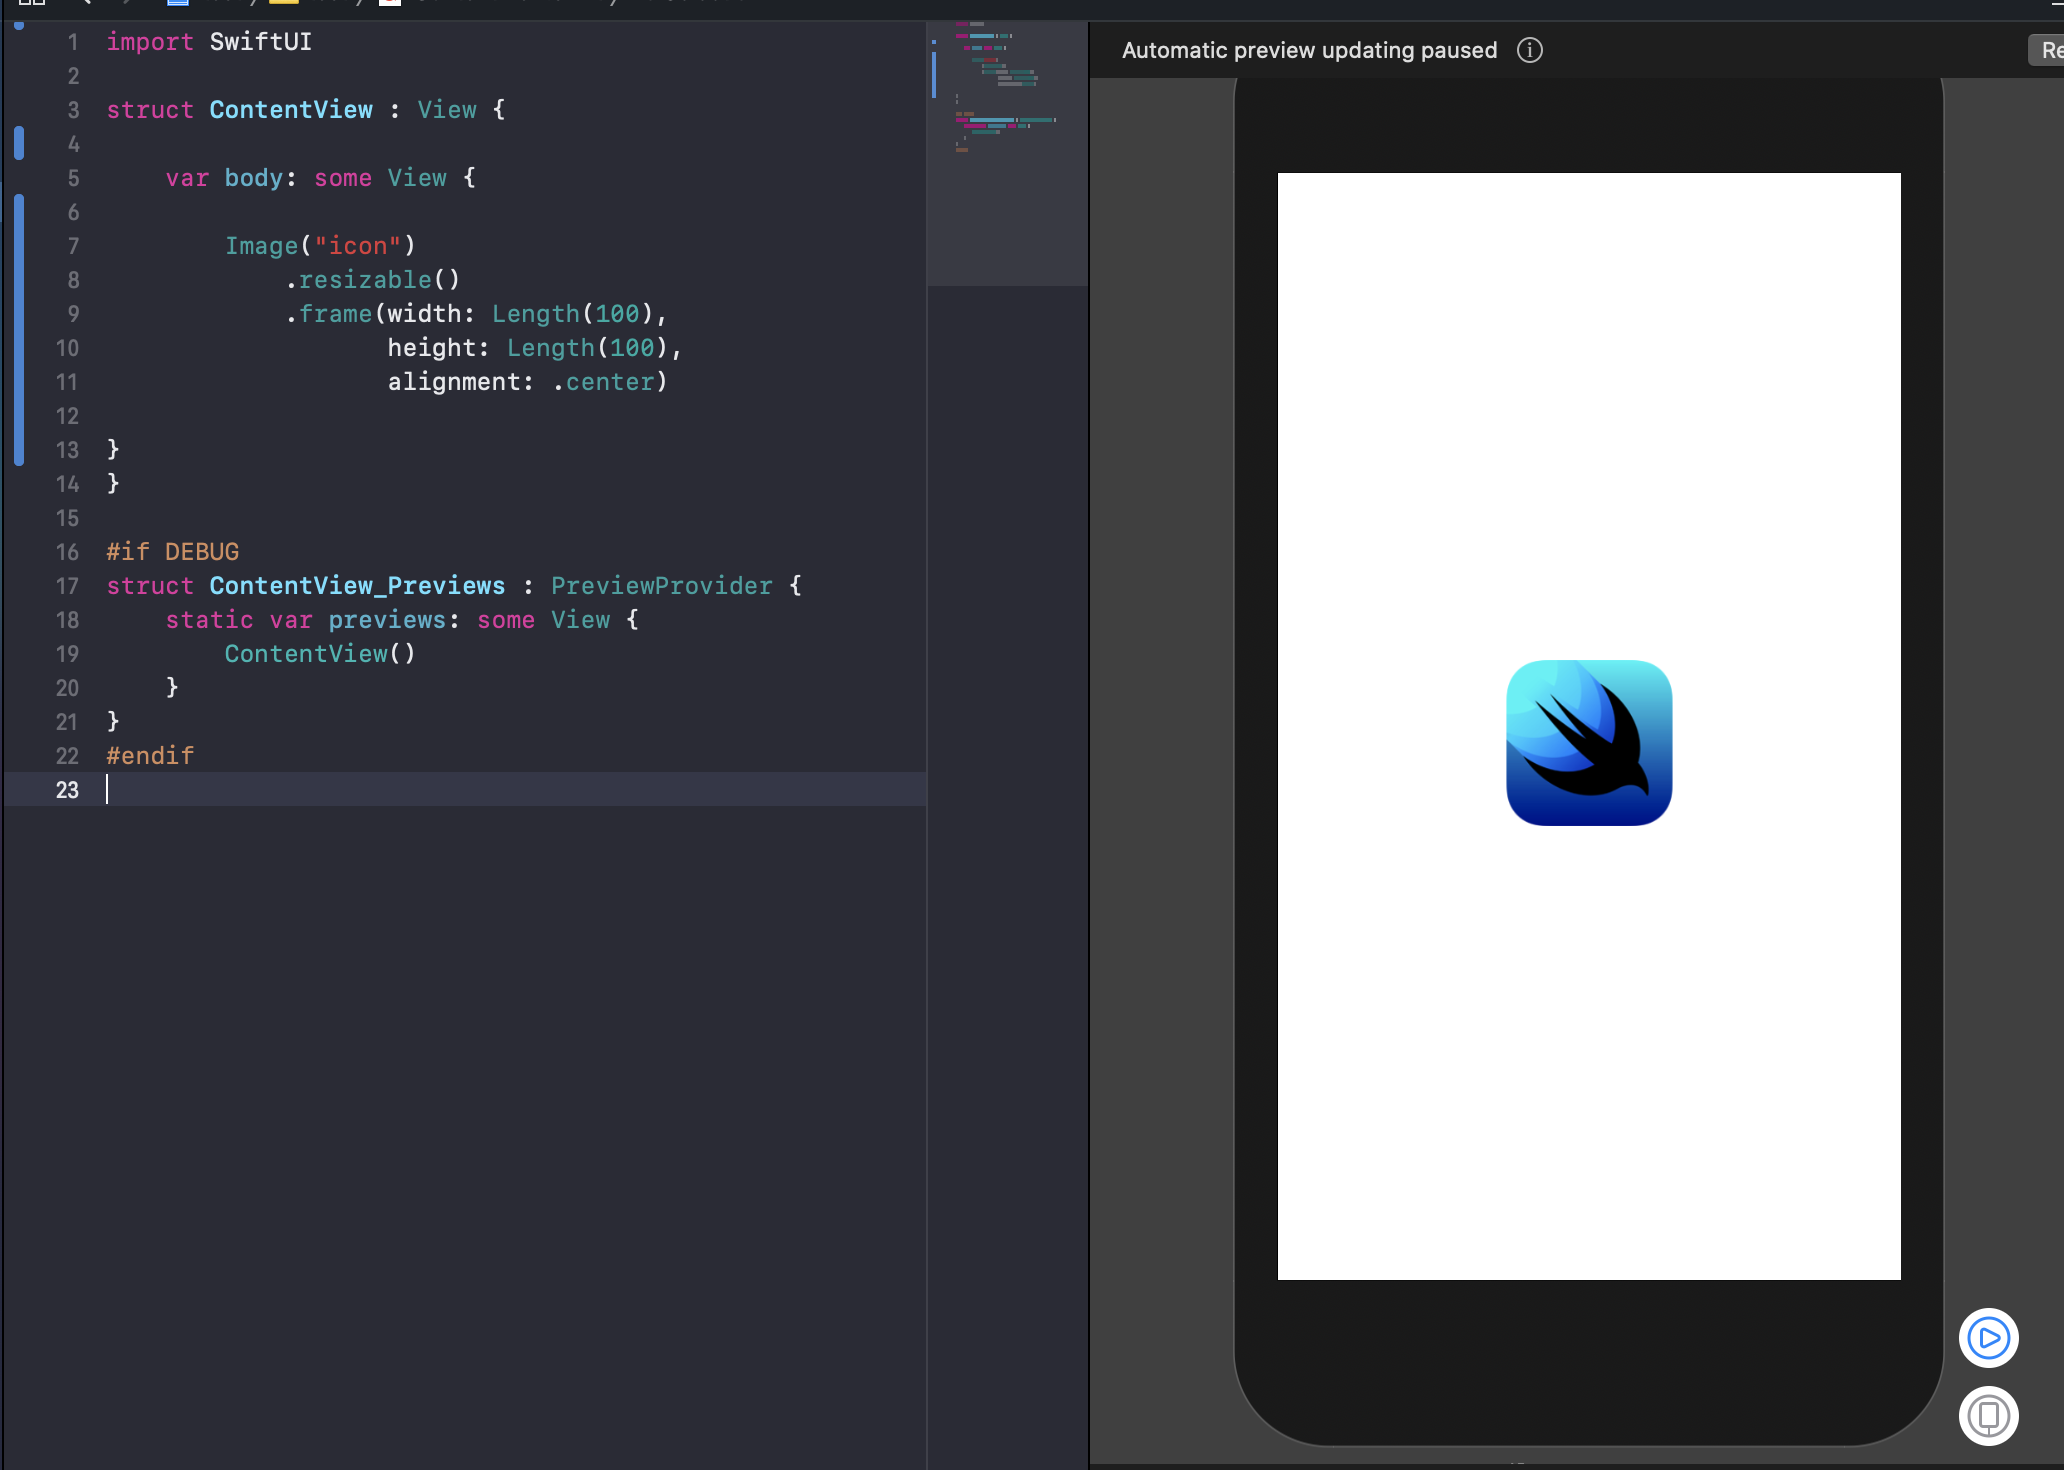 1 import SwiftUI
2
3 struct ContentView : View {
4
5     var body: some View {
6
7         Image("icon")
8             .resizable()
9             .frame(width: Length(100),
10                    height: Length(100),
11                    alignment: .center)
12
13 }
14 }
15
16 #if DEBUG
17 struct ContentView_Previews : PreviewProvider {
18     static var previews: some View {
19         ContentView()
20     }
21 }
22 #endif
23
Automatic preview updating paused
Re